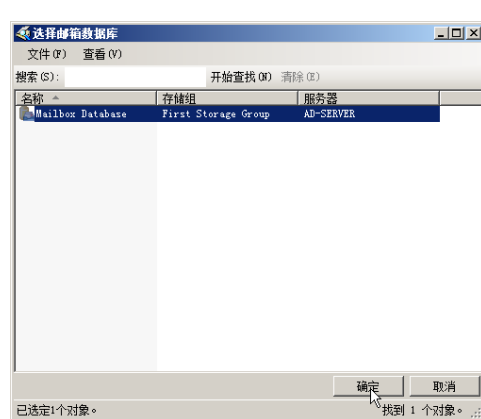 选择邮箱数据库
文件(F) 查看(V)
搜索(S): 开始查找(N) 清除(E)
名称 存储组 服务器
Mailbox Database First Storage Group AD-SERVER
确定 取消
已选定1个对象。 找到 1 个对象。